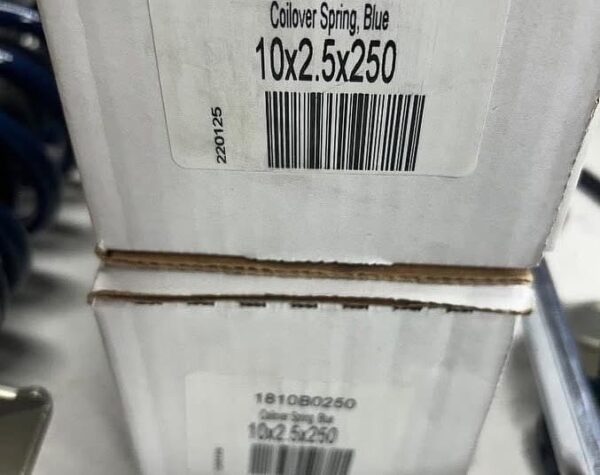 Coilover Spring, Blue
10x2.5x250
220125
1810B0250
Coilover Spring, Blue
10x2.5x250